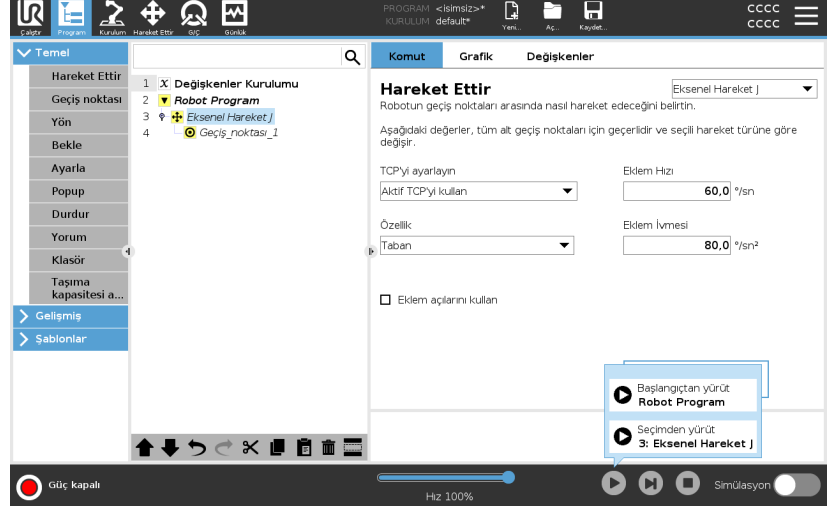 UR
Çalıştır
Program
Kurulum
Hareket Ettir
G/Ç
Günlük
PROGRAM <isimsiz>*
KURULUM default*
Yeni...
Aç...
Kaydet...
CCCC
CCCC
Temel
Hareket Ettir
Geçiş noktası
Yön
Bekle
Ayarla
Popup
Durdur
Yorum
Klasör
Taşıma
kapasitesi a...
Gelişmiş
Şablonlar
1 X Değişkenler Kurulumu
2 Robot Program
3 Eksenel Hareket J
4 Geçiş_noktası_1
Komut
Grafik
Değişkenler
Hareket Ettir
Eksenel Hareket J
Robotun geçiş noktaları arasında nasıl hareket edeceğini belirtin.
Aşağıdaki değerler, tüm alt geçiş noktaları için geçerlidir ve seçili hareket türüne göre
değişir.
TCP'yi ayarlayın
Eklem Hızı
Aktif TCP'yi kullan
60,0 °/sn
Özellik
Eklem İvmesi
Taban
80,0 °/sn²
Eklem açılarını kullan
Başlangıçtan yürüt
Robot Program
Seçimden yürüt
3: Eksenel Hareket J
Güç kapalı
Hız 100%
Simülasyon